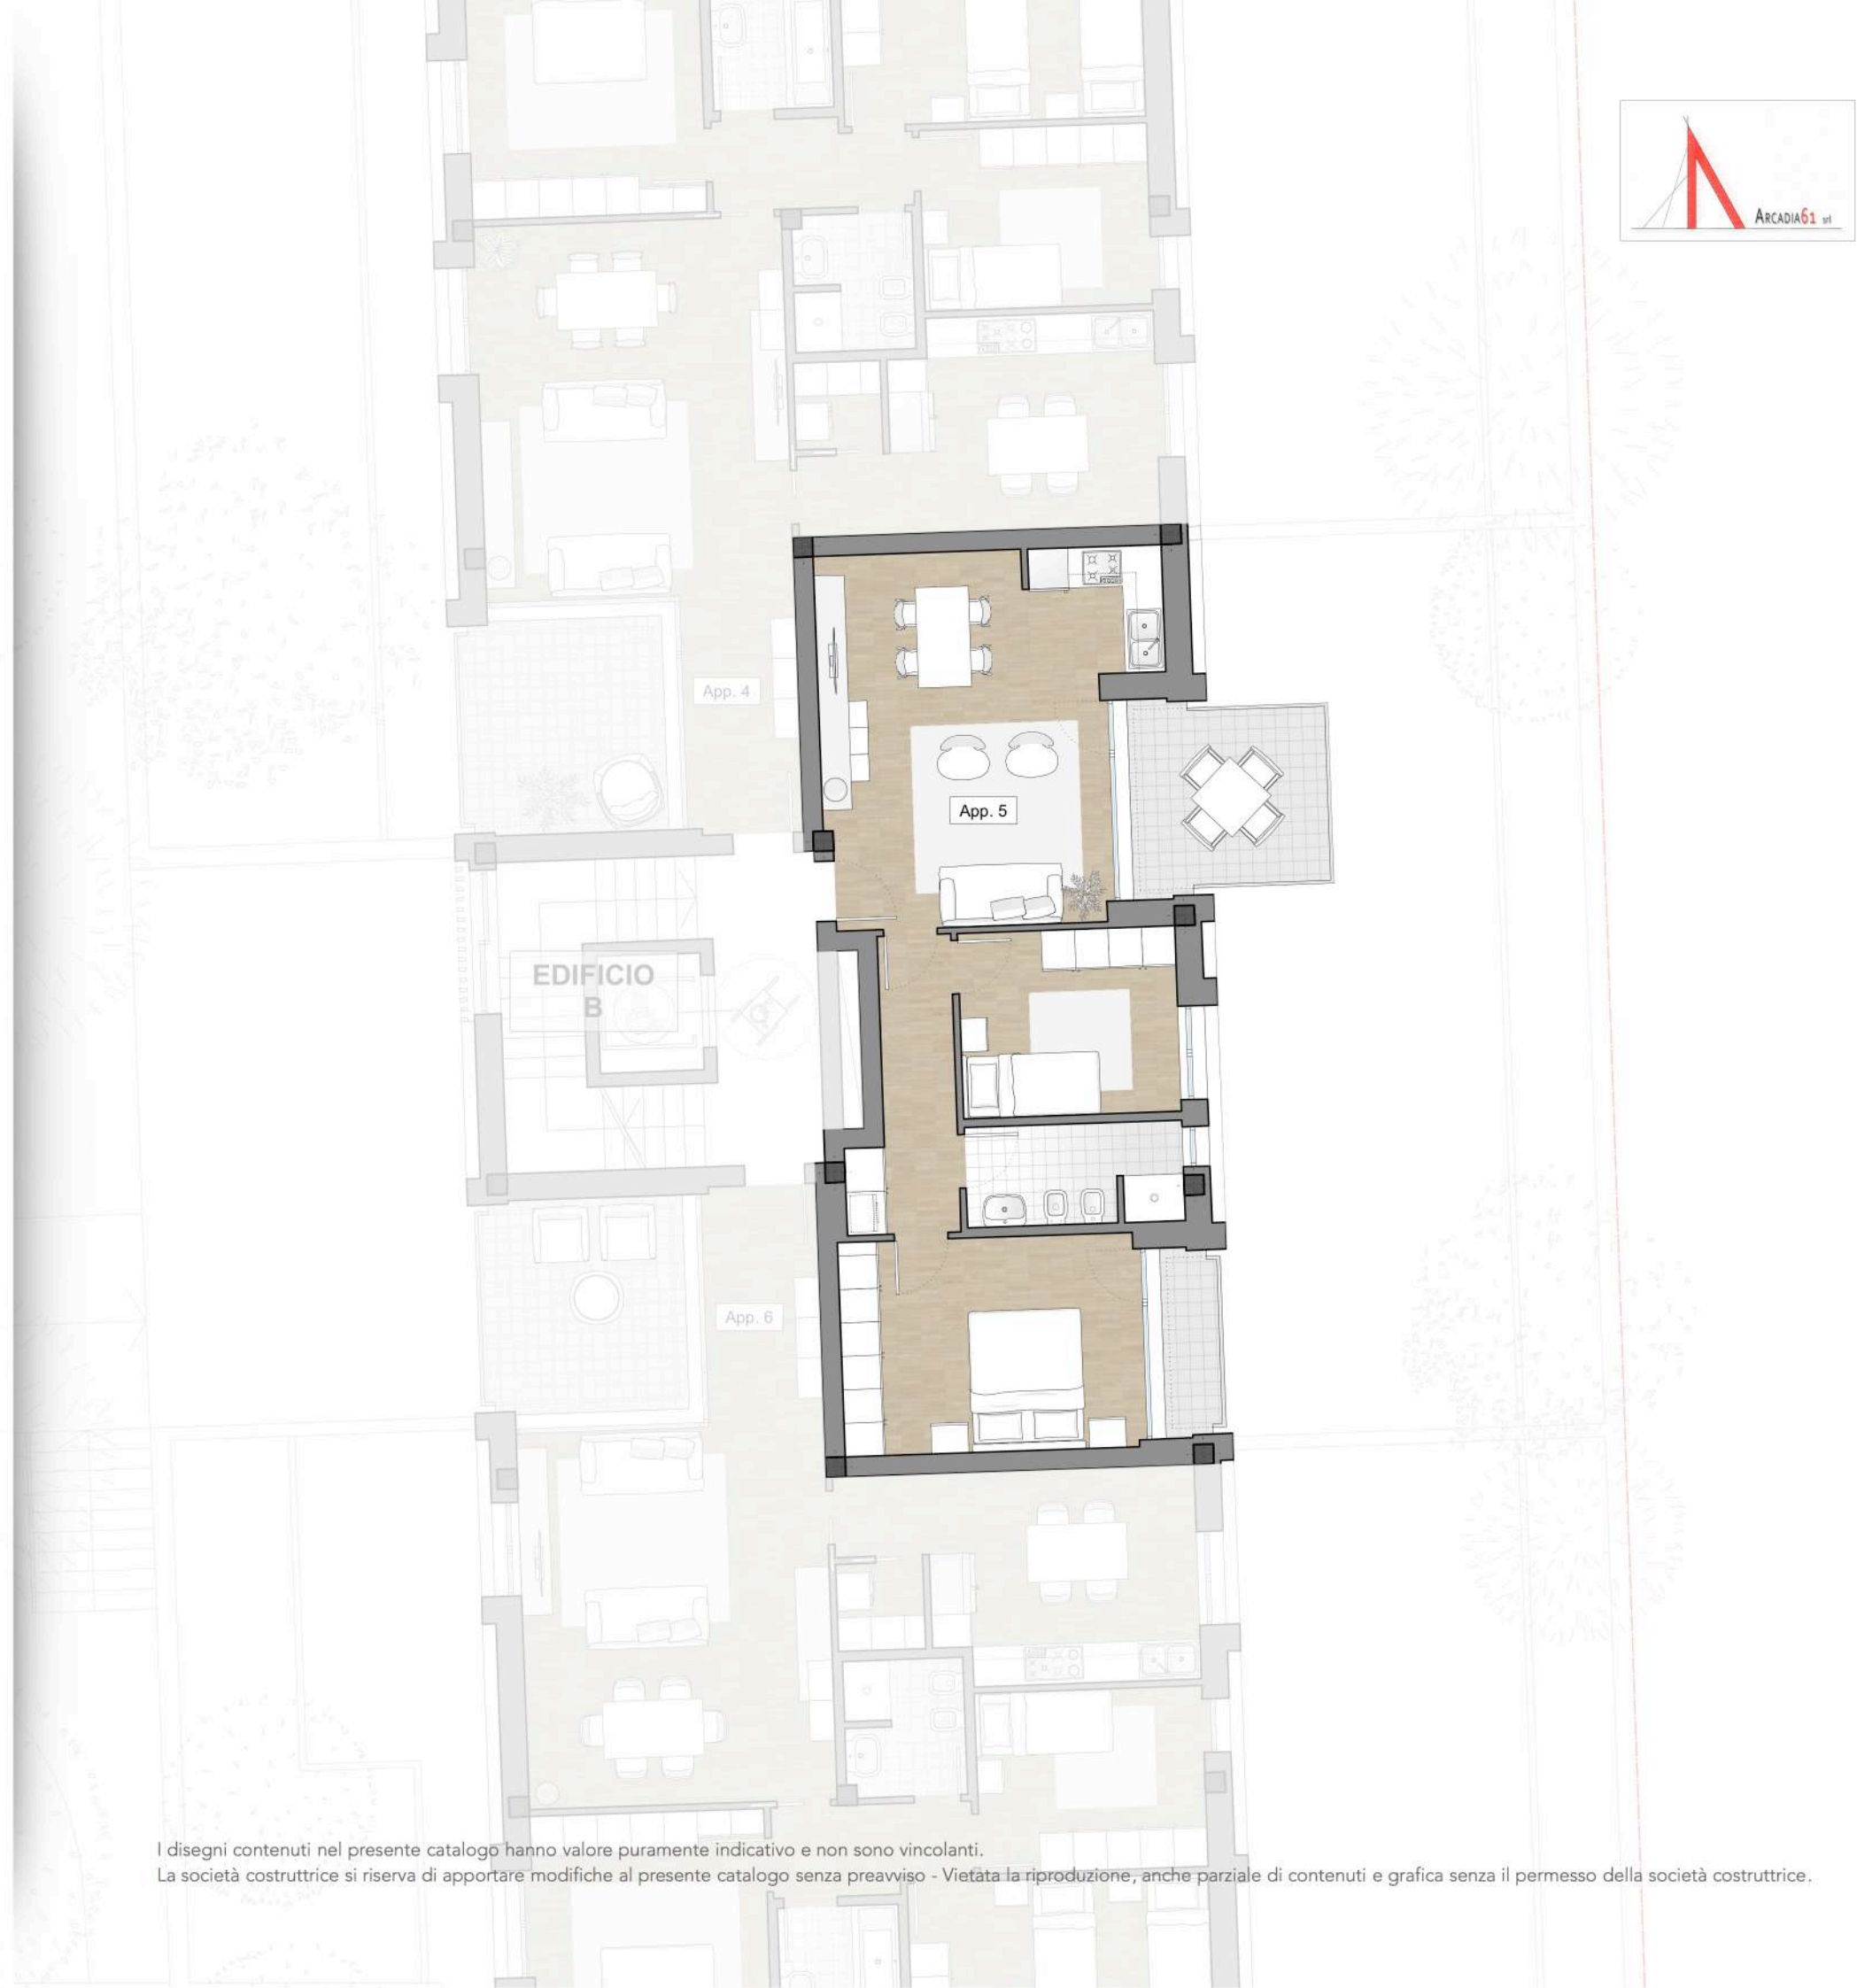 ARCADIA61 srl
App. 4
App. 5
EDIFICIO
B
App. 6
I disegni contenuti nel presente catalogo hanno valore puramente indicativo e non sono vincolanti.
La società costruttrice si riserva di apportare modifiche al presente catalogo senza preavviso - Vietata la riproduzione, anche parziale di contenuti e grafica senza il permesso della società costruttrice.